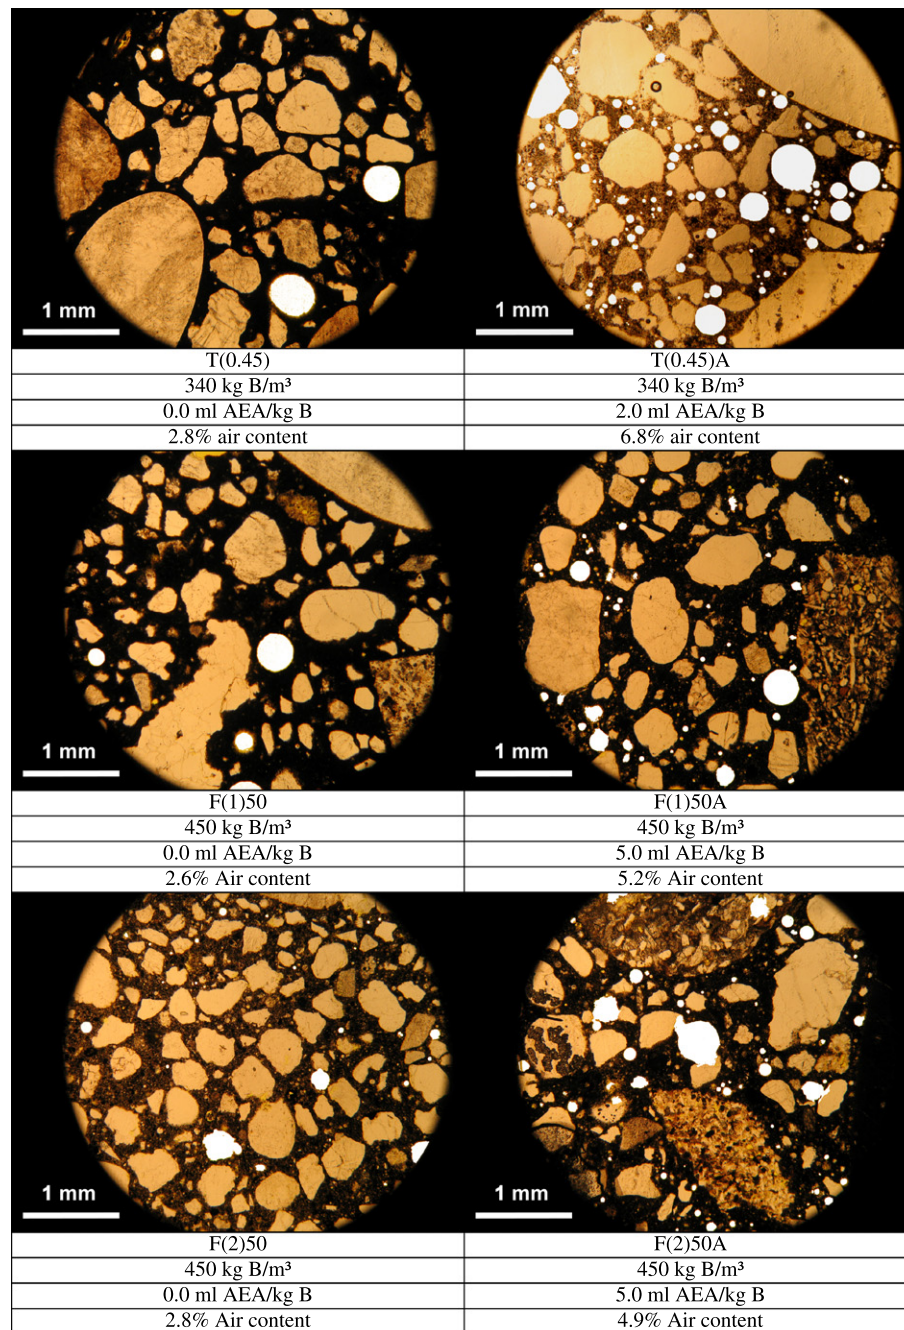 1 mm 1 mm
T(0.45) T(0.45)A
340 kg B/m³ 340 kg B/m³
0.0 ml AEA/kg B 2.0 ml AEA/kg B
2.8% air content 6.8% air content
1 mm 1 mm
F(1)50 F(1)50A
450 kg B/m³ 450 kg B/m³
0.0 ml AEA/kg B 5.0 ml AEA/kg B
2.6% Air content 5.2% Air content
1 mm 1 mm
F(2)50 F(2)50A
450 kg B/m³ 450 kg B/m³
0.0 ml AEA/kg B 5.0 ml AEA/kg B
2.8% Air content 4.9% Air content